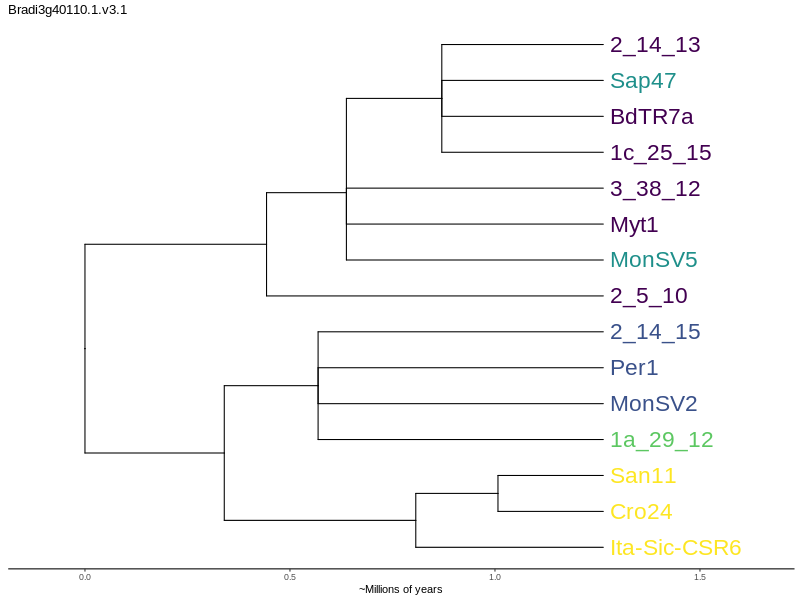 Bradi3g40110.1.v3.1
2_14_13
Sap47
BdTR7a
1c_25_15
3_38_12
Myt1
MonSV5
2_5_10
2_14_15
Per1
MonSV2
1a_29_12
San11
Cro24
Ita-Sic-CSR6
0.0 0.5 1.0 1.5
~Millions of years